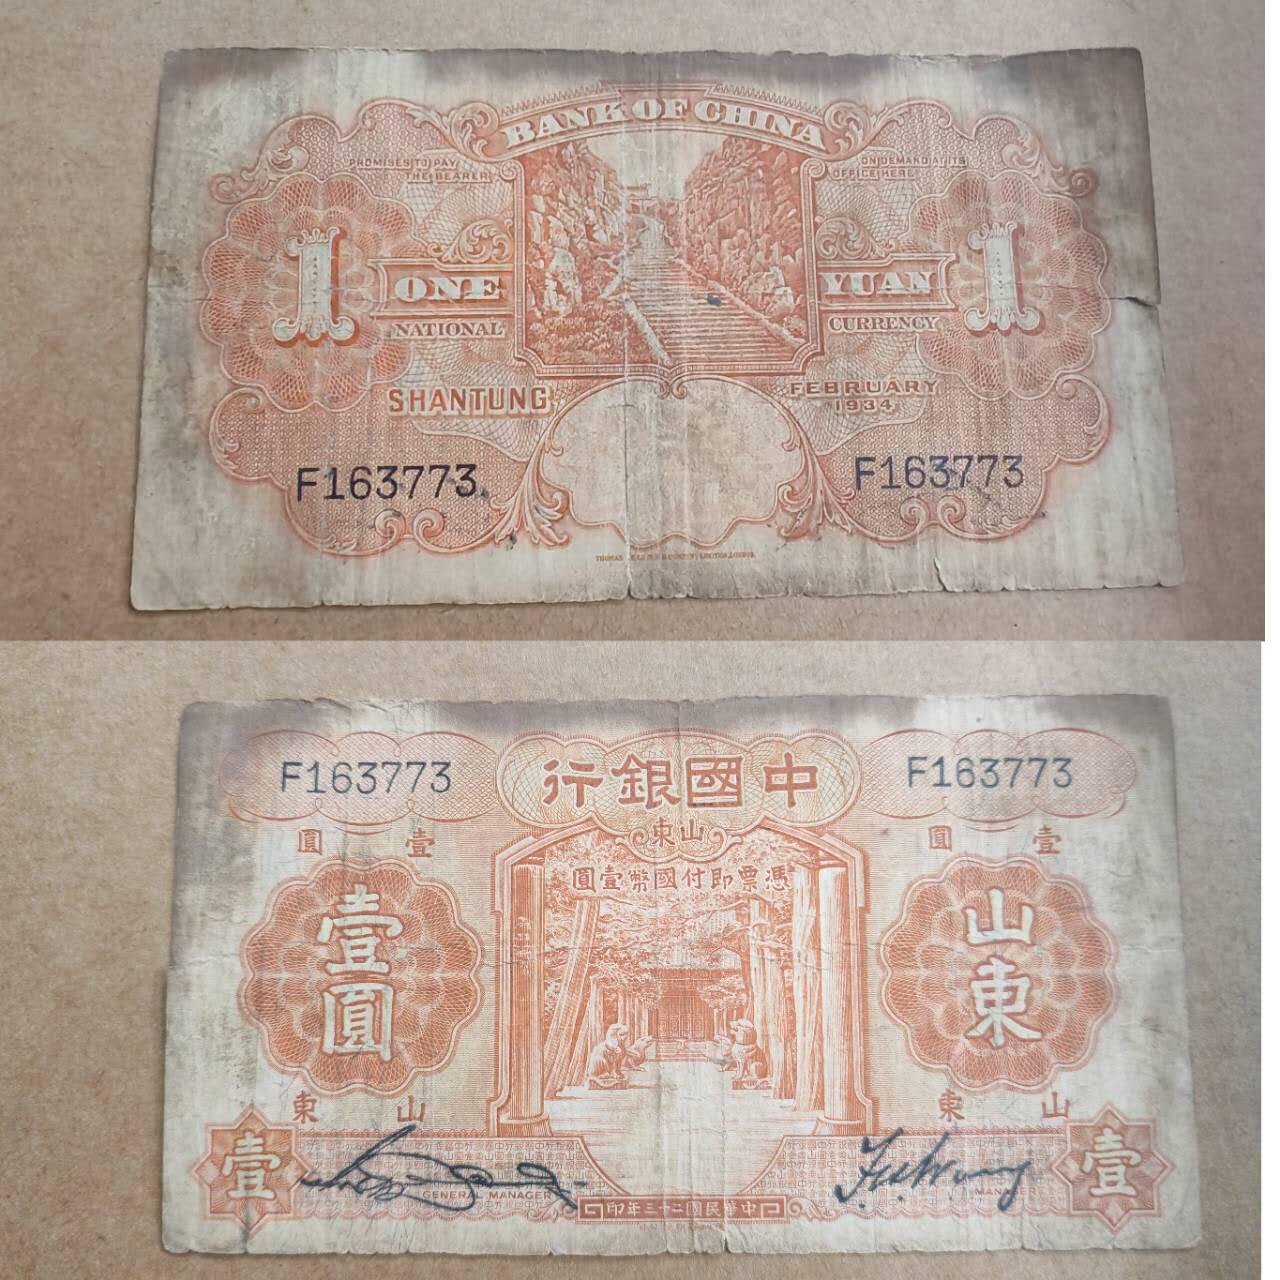 BANK OF CHINA
PROMISES TO PAY
THE BEARER
ON DEMAND AT ITS
OFFICE HERE
1
1
ONE
YUAN
NATIONAL
CURRENCY
SHANTUNG
FEBRUARY
1934
F163773
F163773
F163773
中國銀行
F163773
山東
壹圓
壹圓
憑票即付國幣壹圓
壹圓
山東
山東
山東
壹
壹
GENERAL MANAGER
MANAGER
中華民國二十三年印